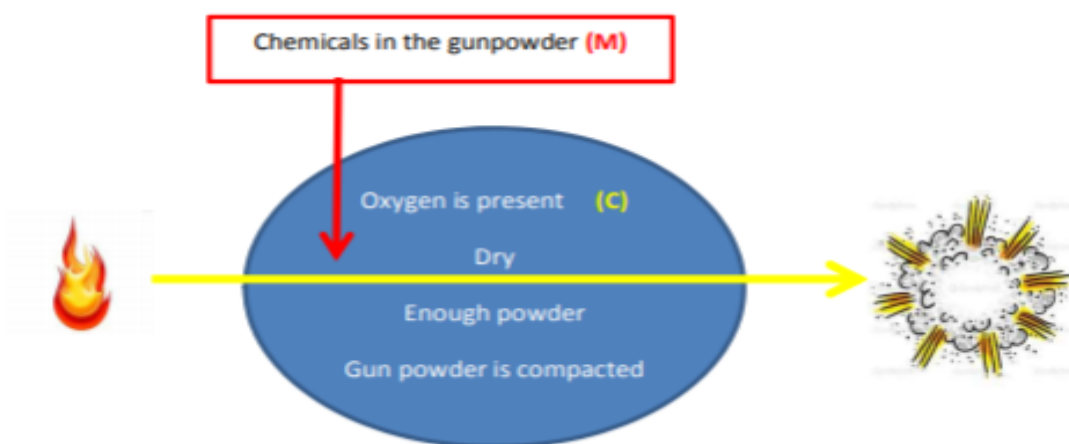 Chemicals in the gunpowder (M)
Oxygen is present (C)
Dry
Enough powder
Gun powder is compacted